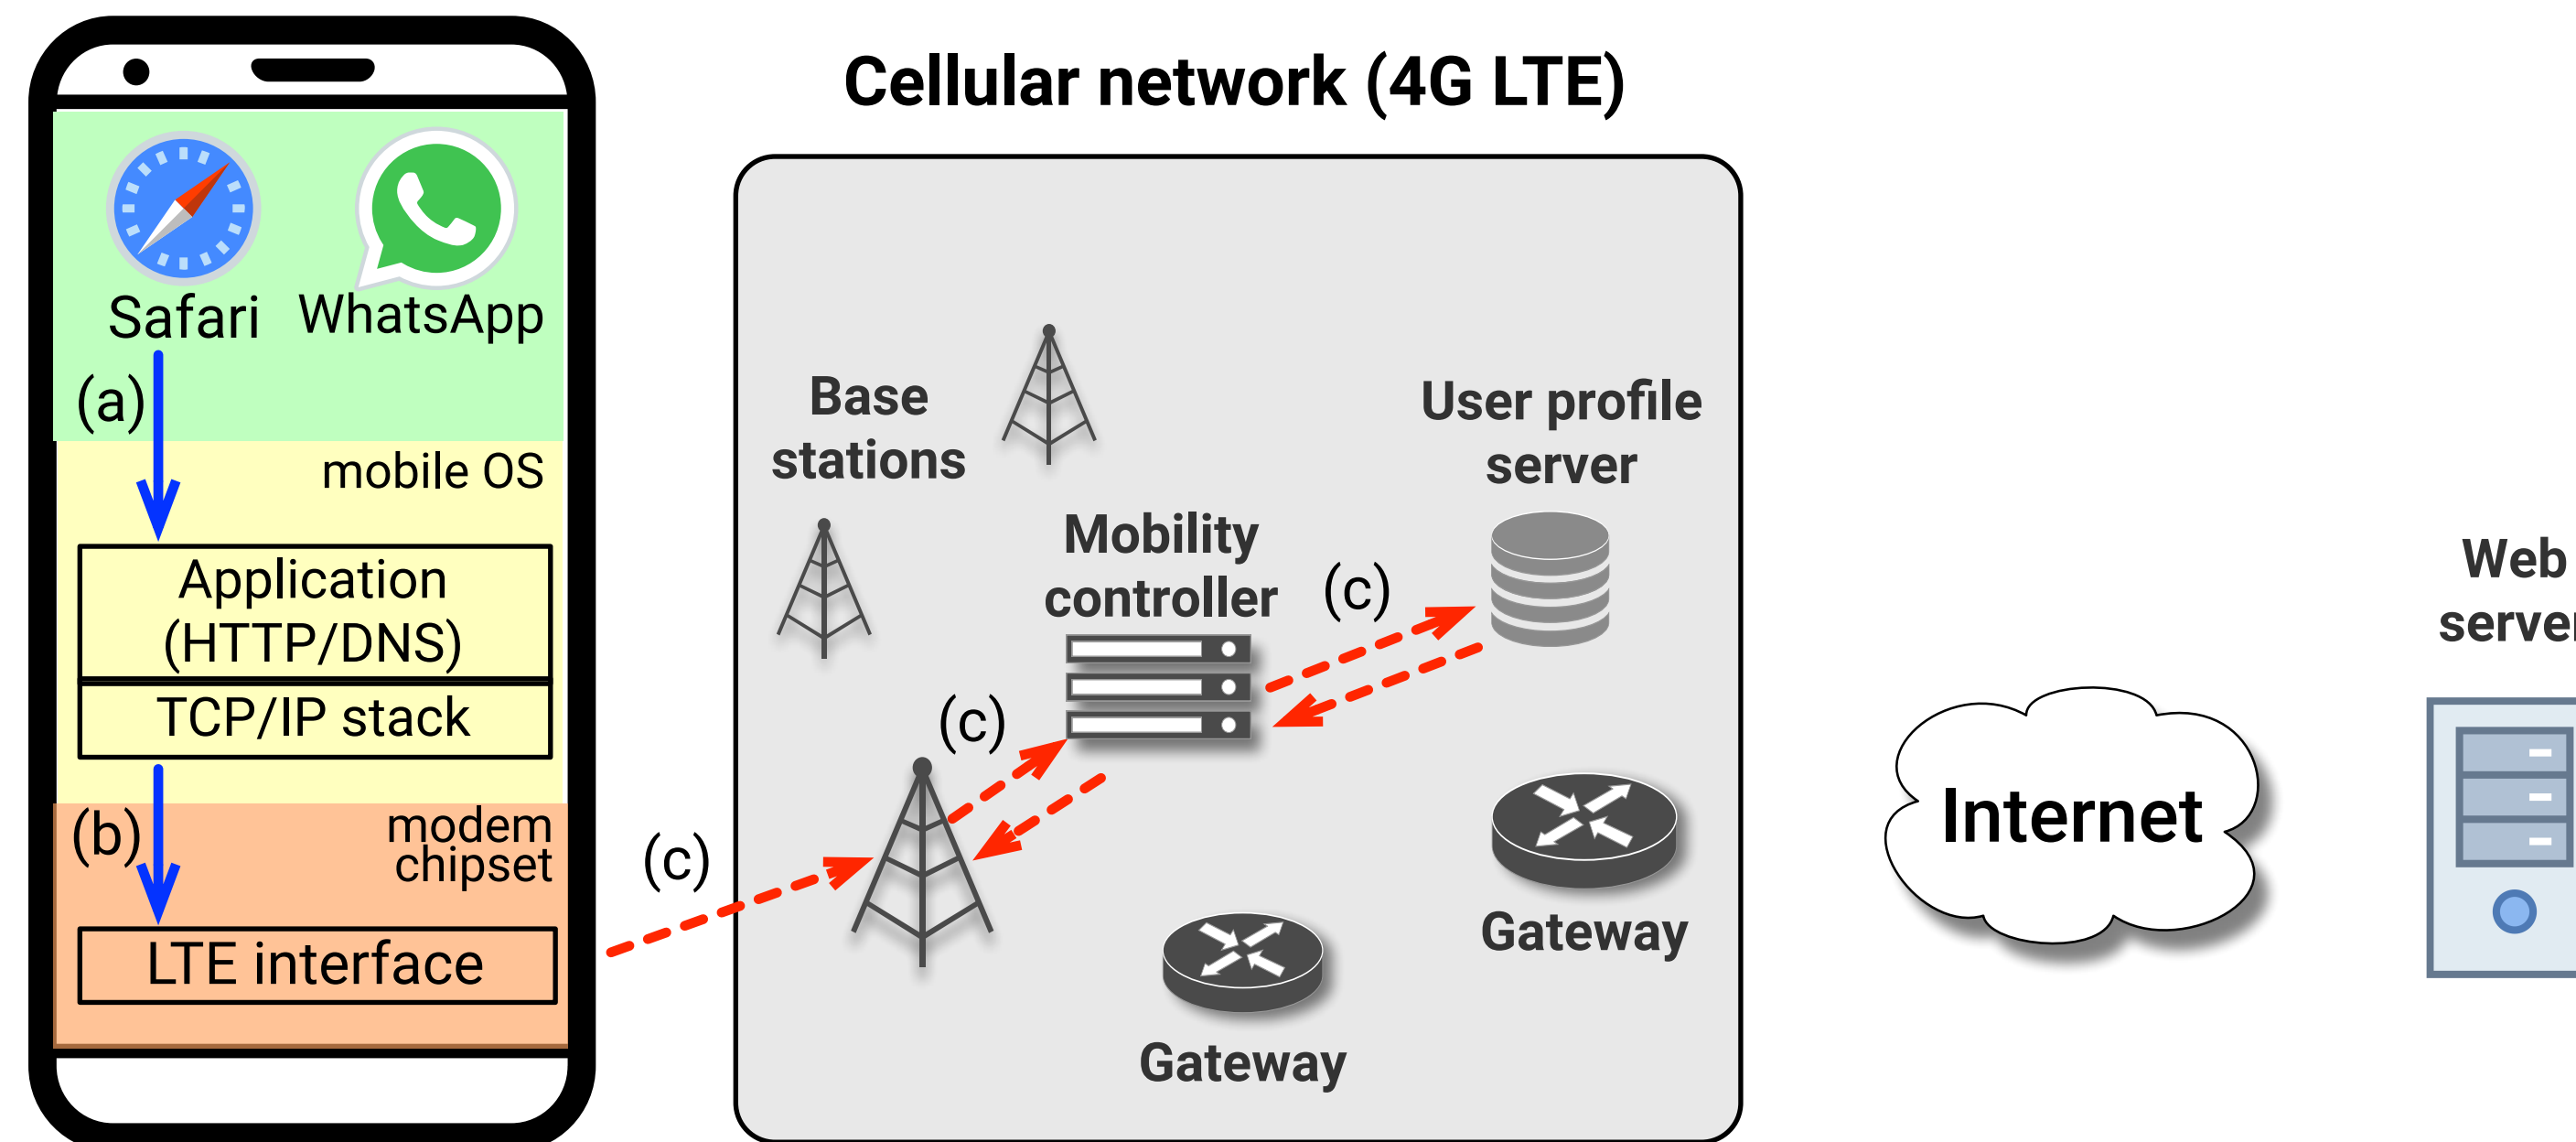 Cellular network (4G LTE)
Safari
WhatsApp
(a)
mobile OS
Application
(HTTP/DNS)
TCP/IP stack
(b)
modem
chipset
LTE interface
(c)
Base
stations
Mobility
controller
(c)
(c)
User profile
server
Gateway
Gateway
Internet
Web
server